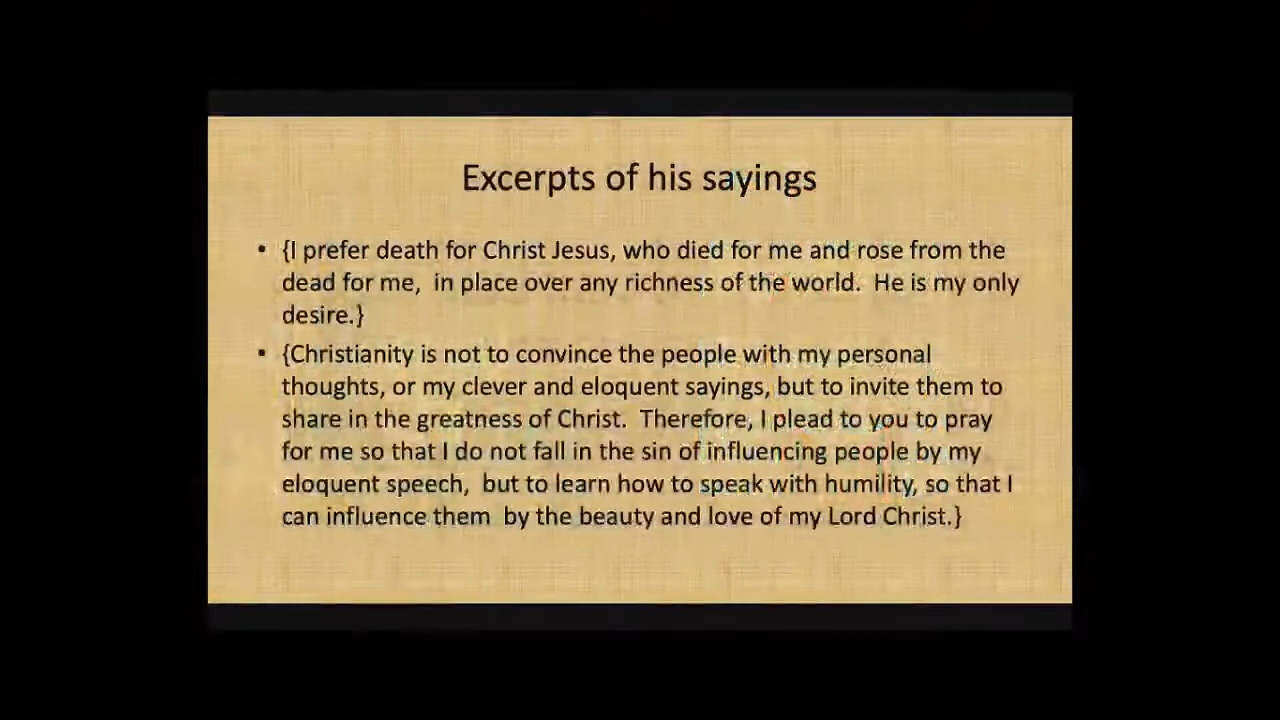 Excerpts of his sayings
• {I prefer death for Christ Jesus, who died for me and rose from the
dead for me,  in place over any richness of the world.  He is my only
desire.}
• {Christianity is not to convince the people with my personal
thoughts, or my clever and eloquent sayings, but to invite them to
share in the greatness of Christ.  Therefore, I plead to you to pray
for me so that I do not fall in the sin of influencing people by my
eloquent speech,  but to learn how to speak with humility, so that I
can influence them  by the beauty and love of my Lord Christ.}